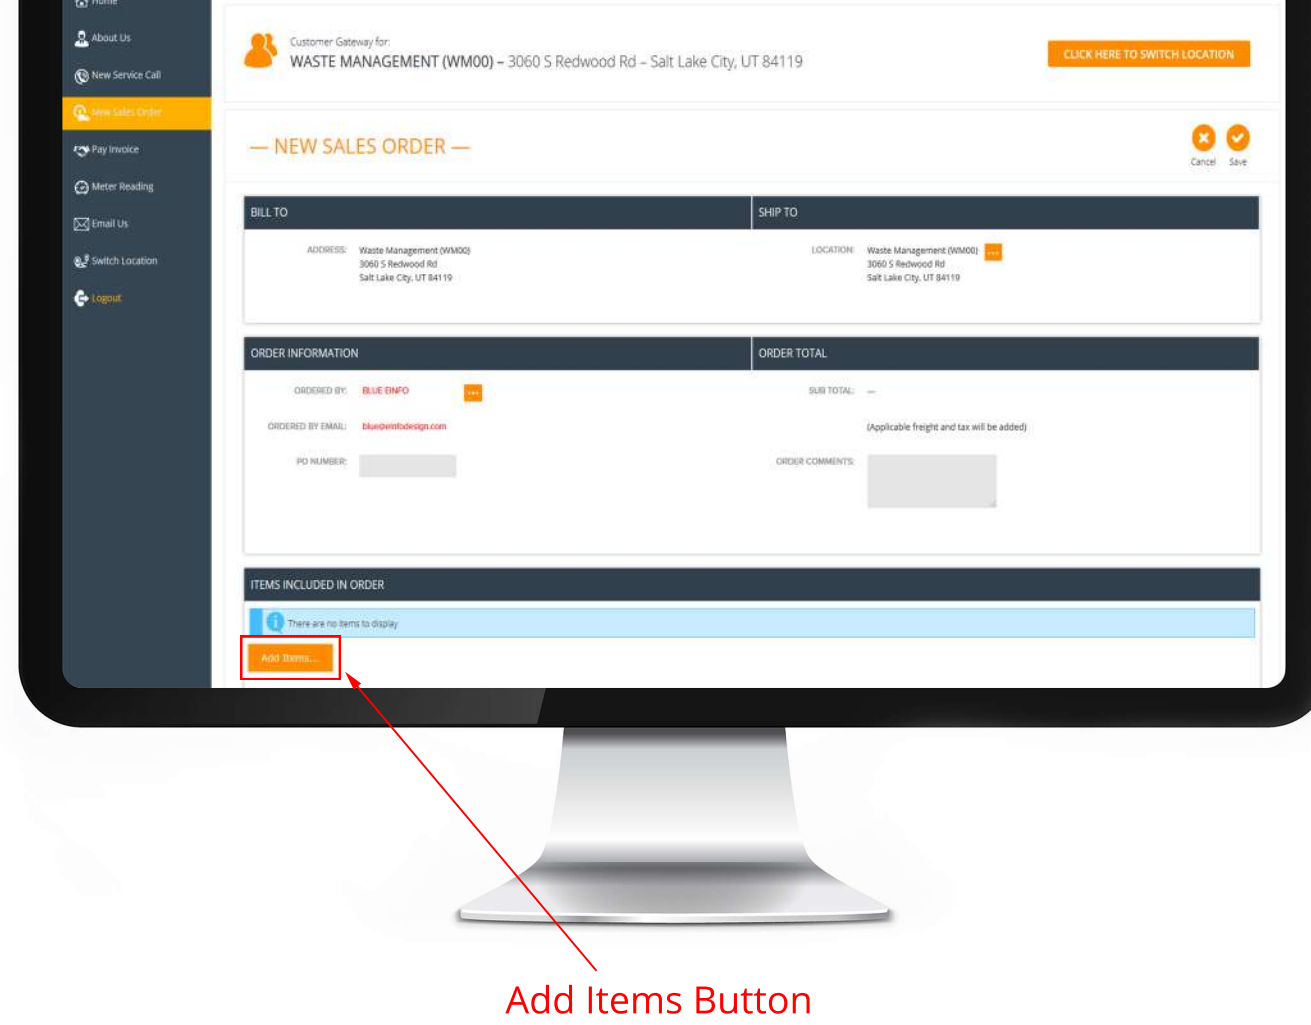 Home
About Us
New Service Call
New Sales Order
Pay Invoice
Meter Reading
Email Us
Switch Location
Logout
Customer Gateway for:
WASTE MANAGEMENT (WM00) – 3060 S Redwood Rd – Salt Lake City, UT 84119
CLICK HERE TO SWITCH LOCATION
— NEW SALES ORDER —
Cancel Save
BILL TO
ADDRESS: Waste Management (WM00)
3060 S Redwood Rd
Salt Lake City, UT 84119
SHIP TO
LOCATION: Waste Management (WM00) ...
3060 S Redwood Rd
Salt Lake City, UT 84119
ORDER INFORMATION
ORDERED BY: BLUE EINFO ...
ORDERED BY EMAIL: blue@einfodesign.com
PO NUMBER:
ORDER TOTAL
SUB TOTAL: —
(Applicable freight and tax will be added)
ORDER COMMENTS:
ITEMS INCLUDED IN ORDER
i There are no items to display
Add Items...
Add Items Button